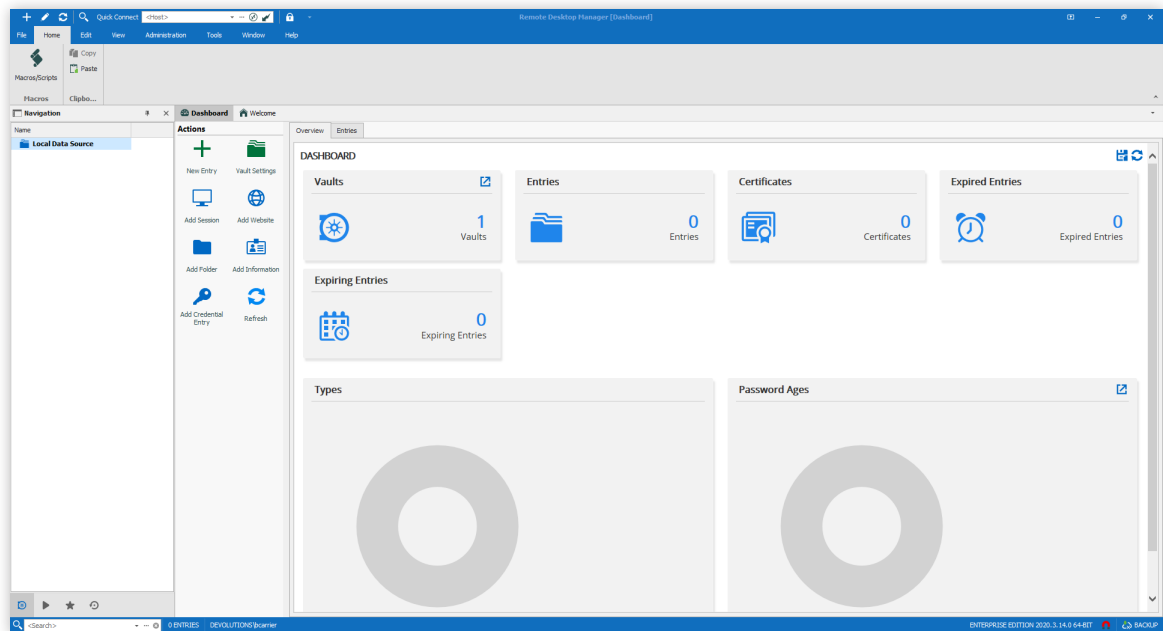 Quick Connect <Host>
Remote Desktop Manager [Dashboard]
File Home Edit View Administration Tools Window Help
Macros/Scripts
Copy
Paste
Macros Clipbo...
Navigation
Dashboard Welcome
Name
Local Data Source
Actions
New Entry Vault Settings
Add Session Add Website
Add Folder Add Information
Add Credential Entry Refresh
Overview Entries
DASHBOARD
Vaults
1
Vaults
Entries
0
Entries
Certificates
0
Certificates
Expired Entries
0
Expired Entries
Expiring Entries
0
Expiring Entries
Types
Password Ages
<Search>
0 ENTRIES DEVOLUTIONS\bcarrier
ENTERPRISE EDITION 2020.3.14.0 64-BIT BACKUP